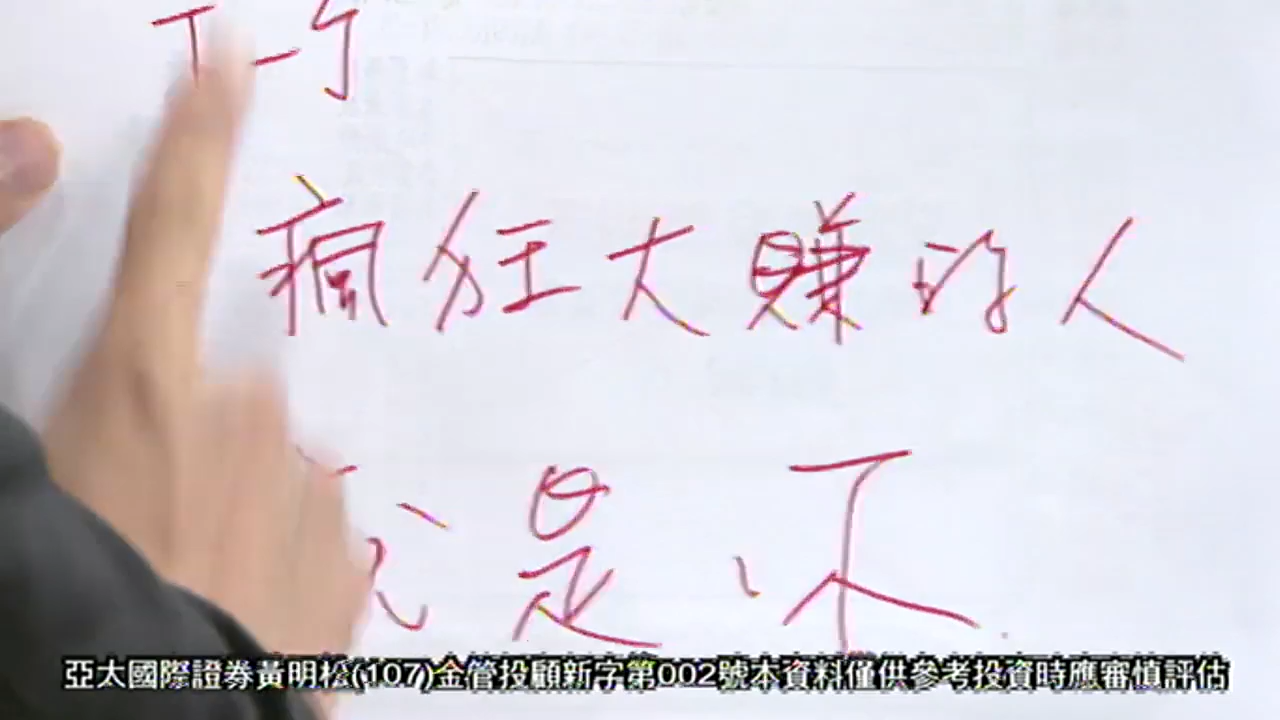 瘋狂大賺的人
是不
亞太國際證券黃明松(107)金管投顧新字第002號本資料僅供參考投資時應審慎評估